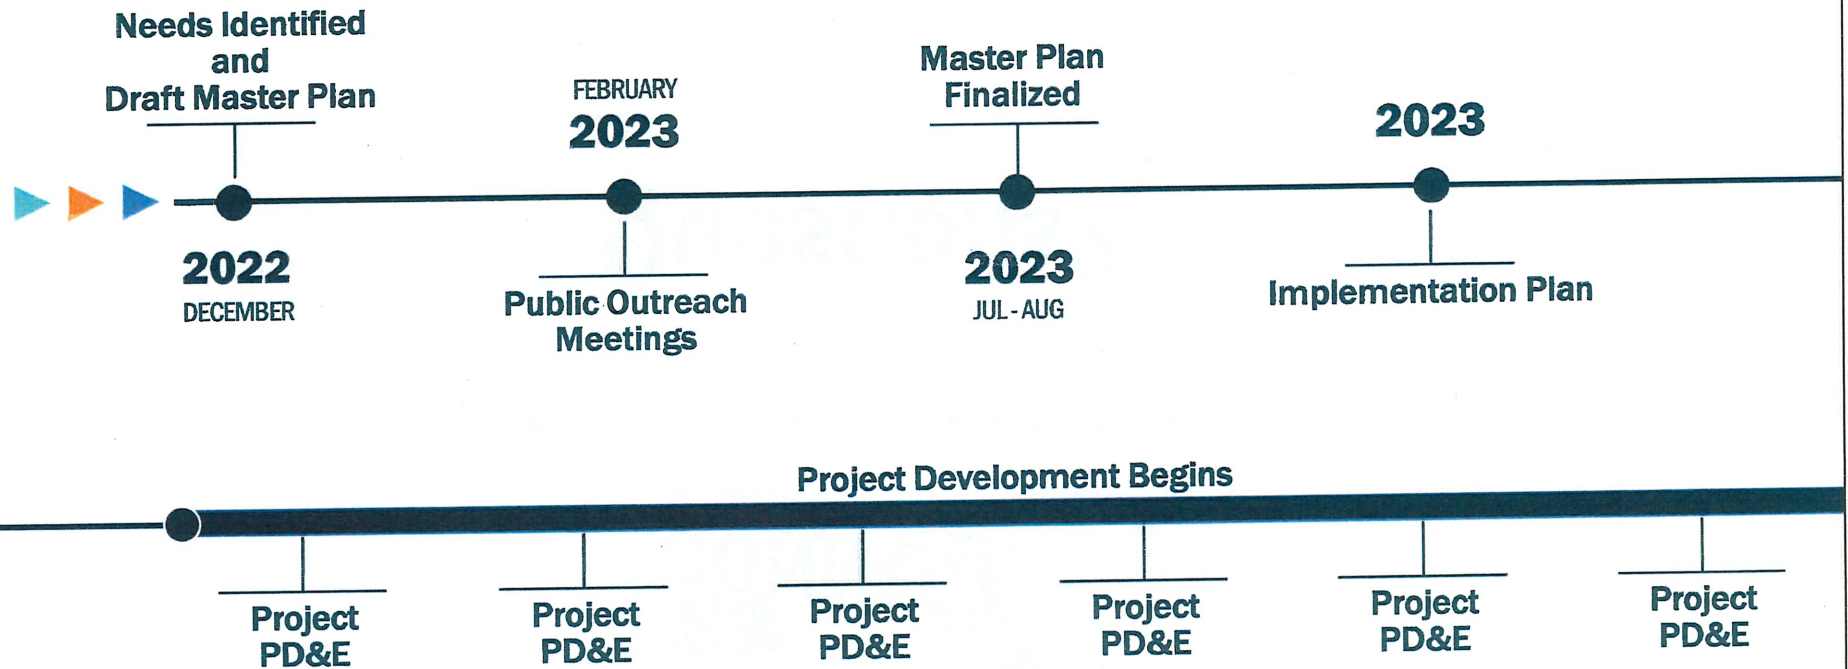 Needs Identified
and
Draft Master Plan
2022
DECEMBER
FEBRUARY
2023
Public Outreach
Meetings
Master Plan
Finalized
2023
JUL-AUG
2023
Implementation Plan
Project Development Begins
Project
PD&E
Project
PD&E
Project
PD&E
Project
PD&E
Project
PD&E
Project
PD&E